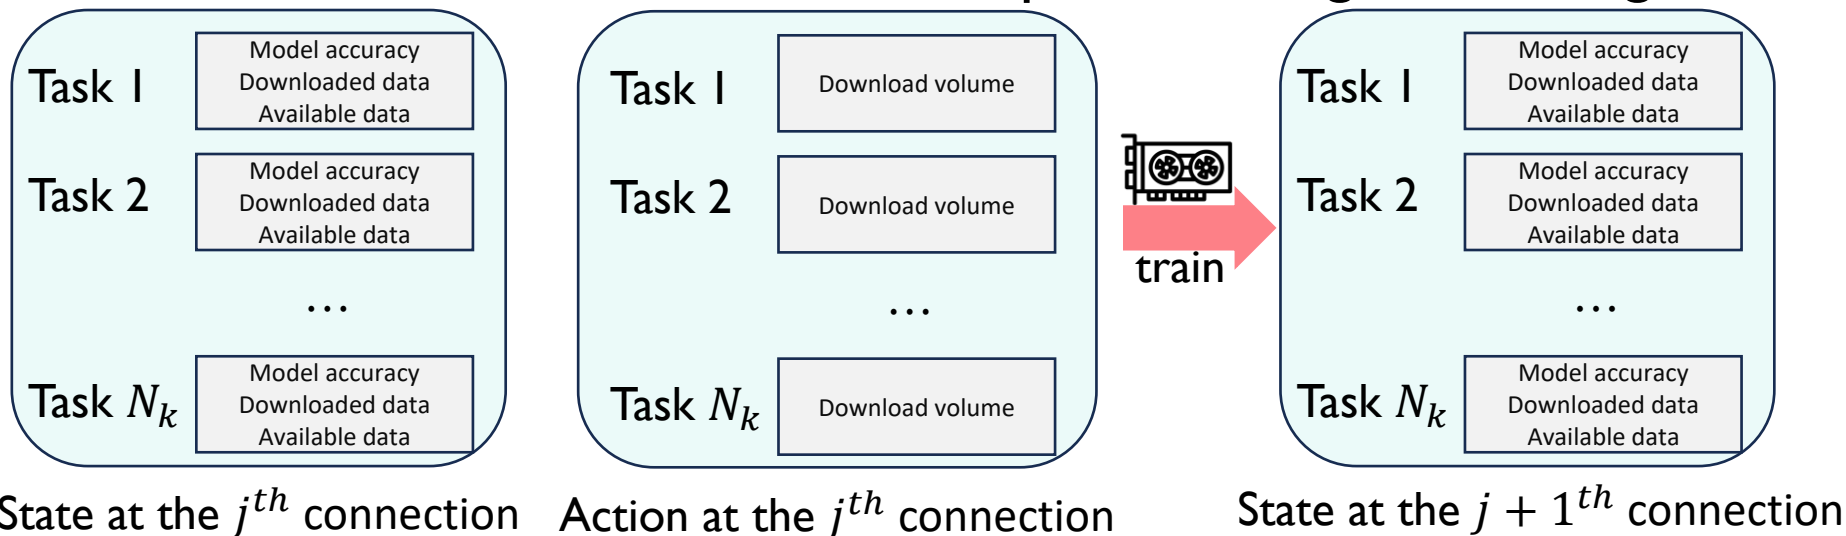 Task 1
Model accuracy
Downloaded data
Available data
Task 2
Model accuracy
Downloaded data
Available data
...
Task N_k
Model accuracy
Downloaded data
Available data
State at the j^th connection
Task 1
Download volume
Task 2
Download volume
...
Task N_k
Download volume
Action at the j^th connection
train
Task 1
Model accuracy
Downloaded data
Available data
Task 2
Model accuracy
Downloaded data
Available data
...
Task N_k
Model accuracy
Downloaded data
Available data
State at the j + 1^th connection